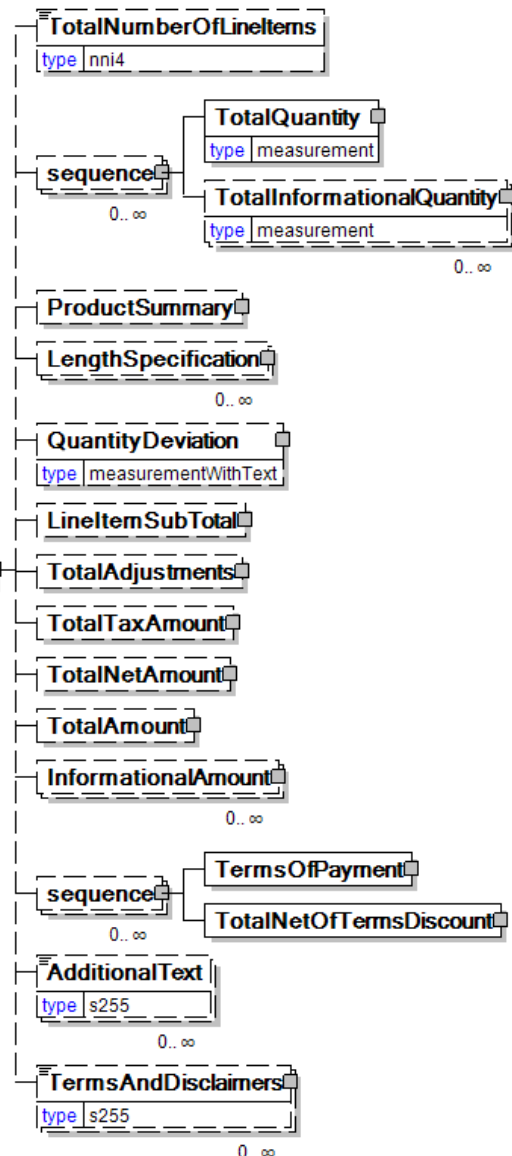 TotalNumberOfLineItems
type nni4
TotalQuantity
type measurement
sequence
0.. ∞
TotalInformationalQuantity
type measurement
0.. ∞
ProductSummary
LengthSpecification
0.. ∞
QuantityDeviation
type measurementWithText
LineItemSubTotal
TotalAdjustments
TotalTaxAmount
TotalNetAmount
TotalAmount
InformationalAmount
0.. ∞
TermsOfPayment
sequence
TotalNetOfTermsDiscount
0.. ∞
AdditionalText
type s255
0.. ∞
TermsAndDisclaimers
type s255
0.. ∞